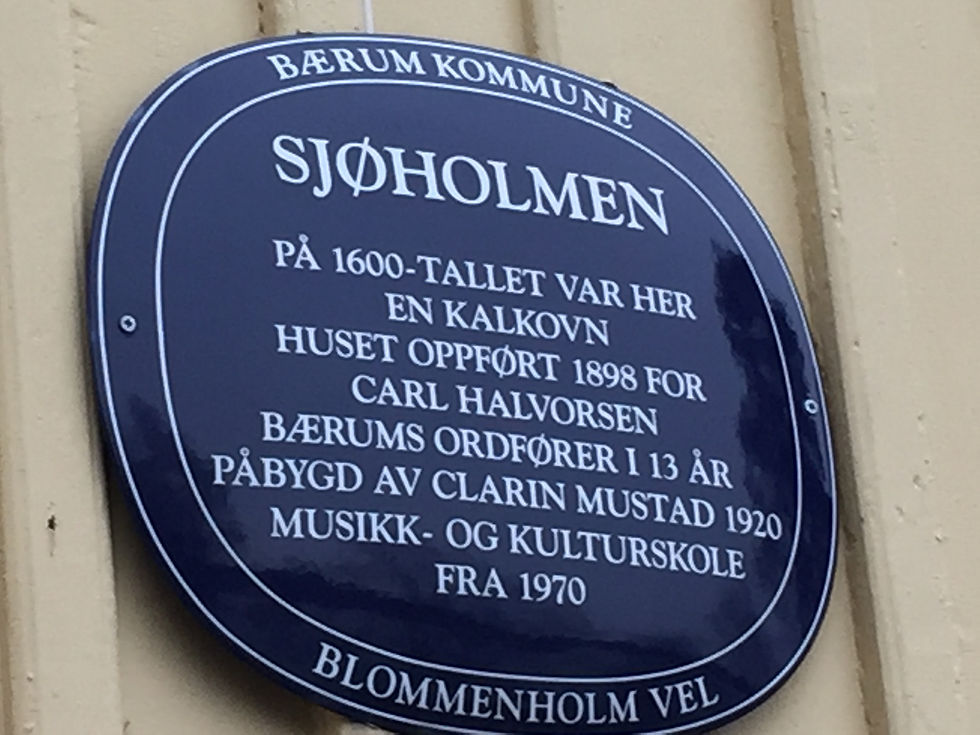 BÆRUM KOMMUNE
SJØHOLMEN
PÅ 1600-TALLET VAR HER
EN KALKOVN
HUSET OPPFØRT 1898 FOR
CARL HALVORSEN
BÆRUMS ORDFØRER I 13 ÅR
PÅBYGD AV CLARIN MUSTAD 1920
MUSIKK- OG KULTURSKOLE
FRA 1970
BLOMMENHOLM VEL